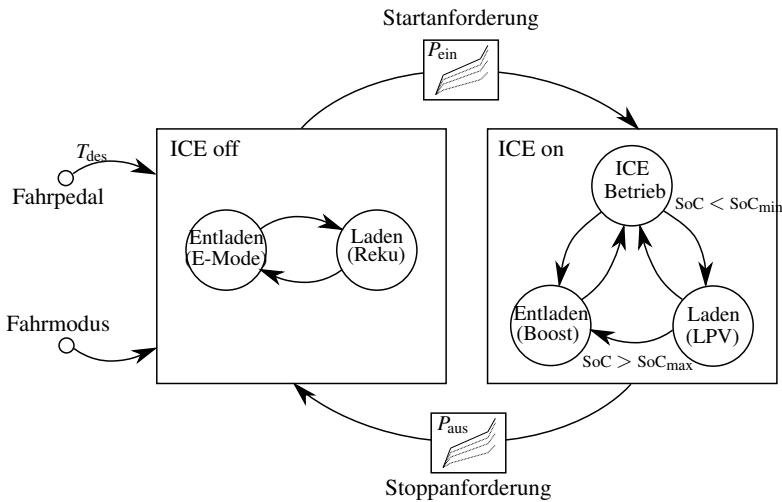 Startanforderung
P_ein
ICE off
ICE on
T_des
Fahrpedal
ICE
Betrieb
SoC < SoC_min
Entladen
(E-Mode)
Laden
(Reku)
Fahrmodus
Entladen
(Boost)
Laden
(LPV)
SoC > SoC_max
P_aus
Stoppanforderung